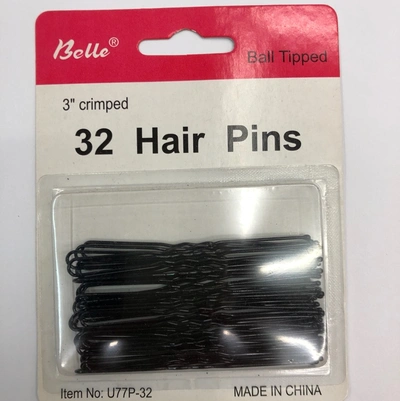 Belle®
Ball Tipped
3" crimped
32 Hair Pins
Item No: U77P-32
MADE IN CHINA